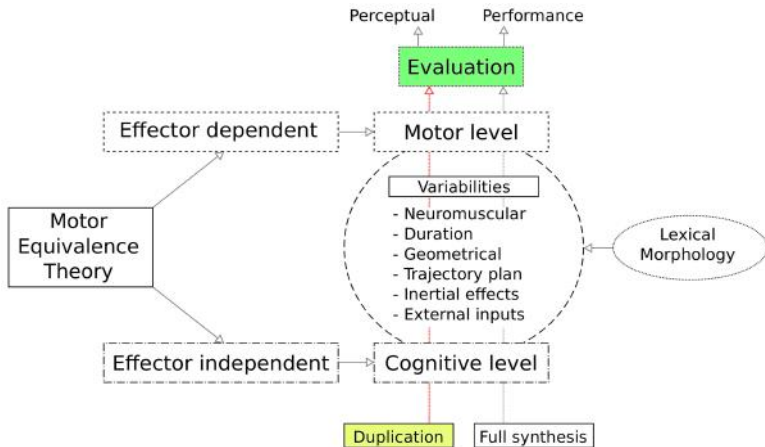 Perceptual
Performance
Evaluation
Effector dependent
Motor level
Variabilities
- Neuromuscular
- Duration
- Geometrical
- Trajectory plan
- Inertial effects
- External inputs
Motor
Equivalence
Theory
Lexical
Morphology
Effector independent
Cognitive level
Duplication
Full synthesis